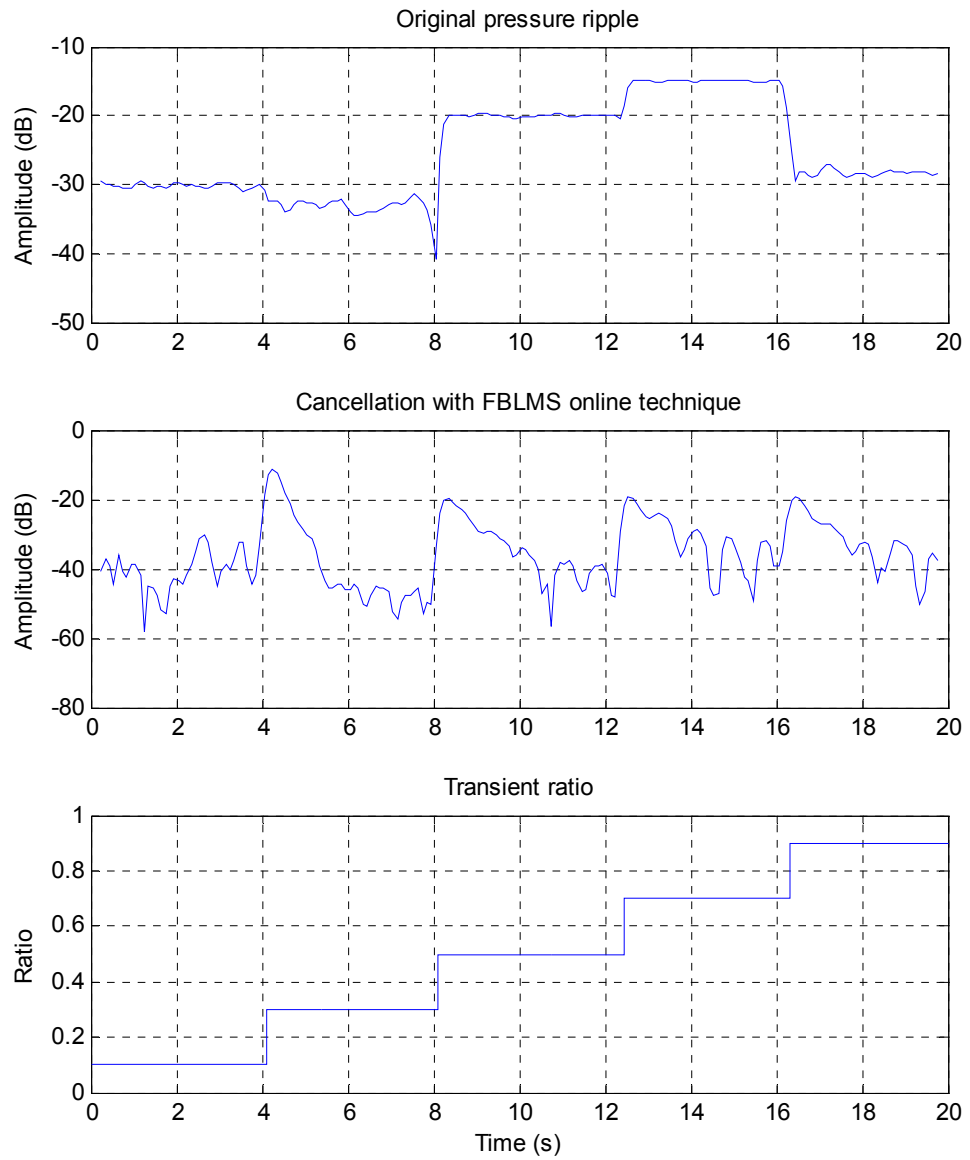 Original pressure ripple
-10
-20
-30
-40
-50
Amplitude (dB)
0 2 4 6 8 10 12 14 16 18 20
Cancellation with FBLMS online technique
0
-20
-40
-60
-80
Amplitude (dB)
0 2 4 6 8 10 12 14 16 18 20
Transient ratio
1
0.8
0.6
0.4
0.2
0
Ratio
0 2 4 6 8 10 12 14 16 18 20
Time (s)